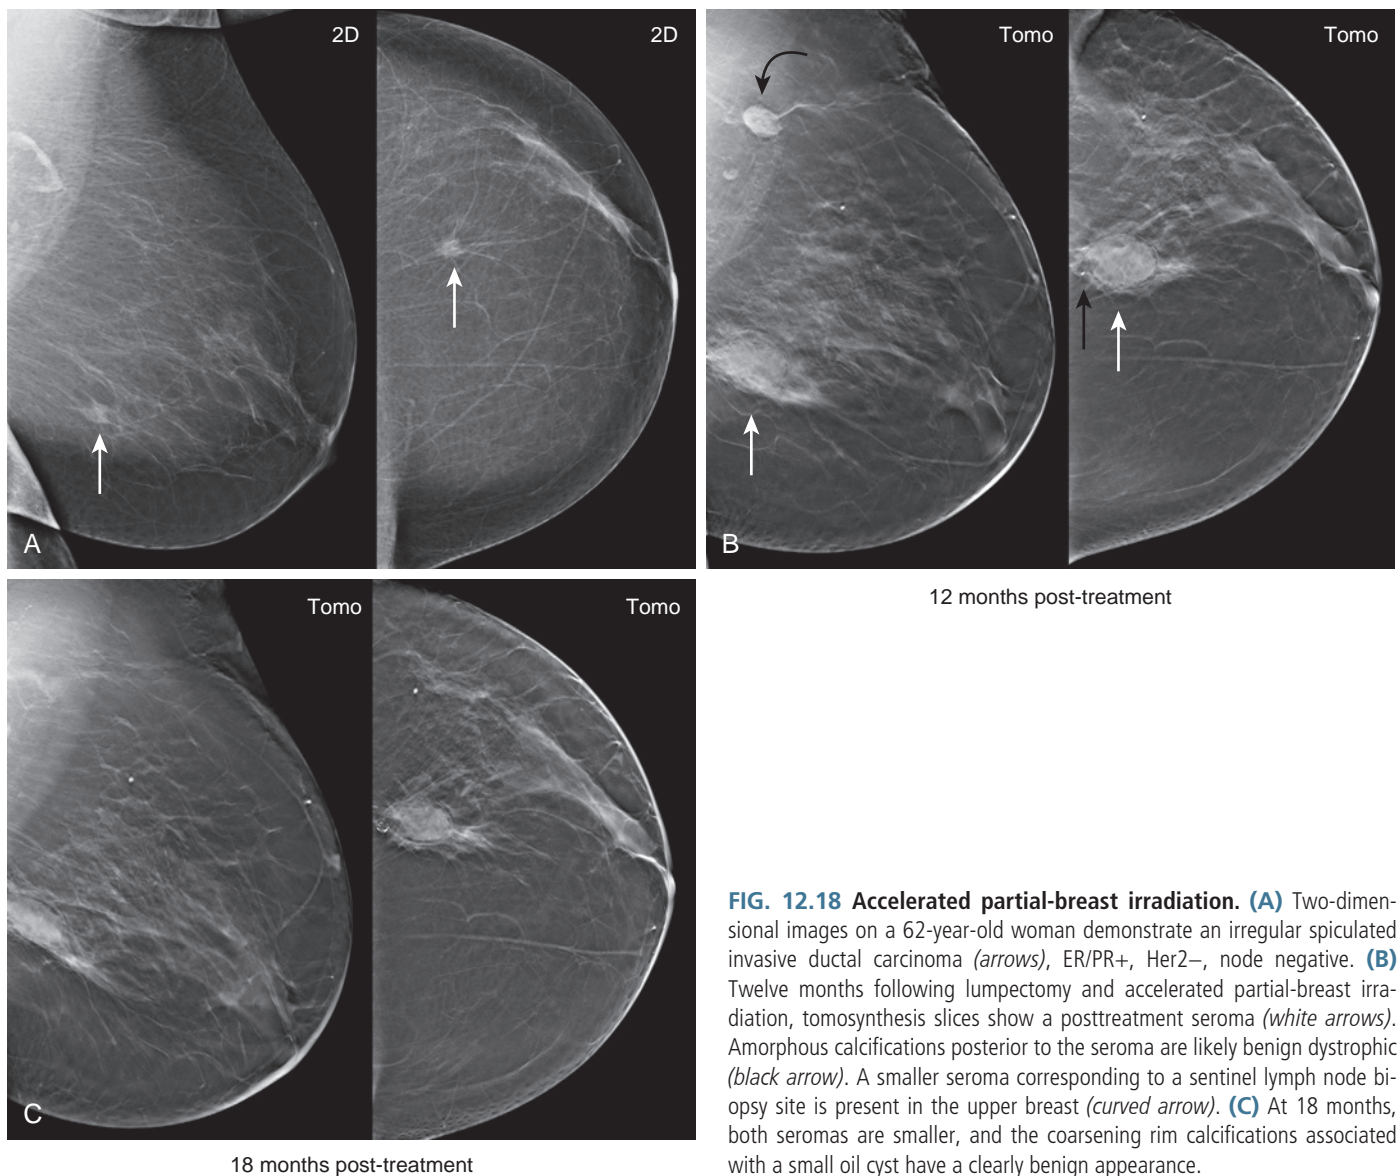 2D
2D
A
Tomo
Tomo
B
12 months post-treatment
Tomo
Tomo
C
18 months post-treatment
FIG. 12.18 Accelerated partial-breast irradiation. (A) Two-dimen-
sional images on a 62-year-old woman demonstrate an irregular spiculated
invasive ductal carcinoma (arrows), ER/PR+, Her2−, node negative. (B)
Twelve months following lumpectomy and accelerated partial-breast irra-
diation, tomosynthesis slices show a posttreatment seroma (white arrows).
Amorphous calcifications posterior to the seroma are likely benign dystrophic
(black arrow). A smaller seroma corresponding to a sentinel lymph node bi-
opsy site is present in the upper breast (curved arrow). (C) At 18 months,
both seromas are smaller, and the coarsening rim calcifications associated
with a small oil cyst have a clearly benign appearance.